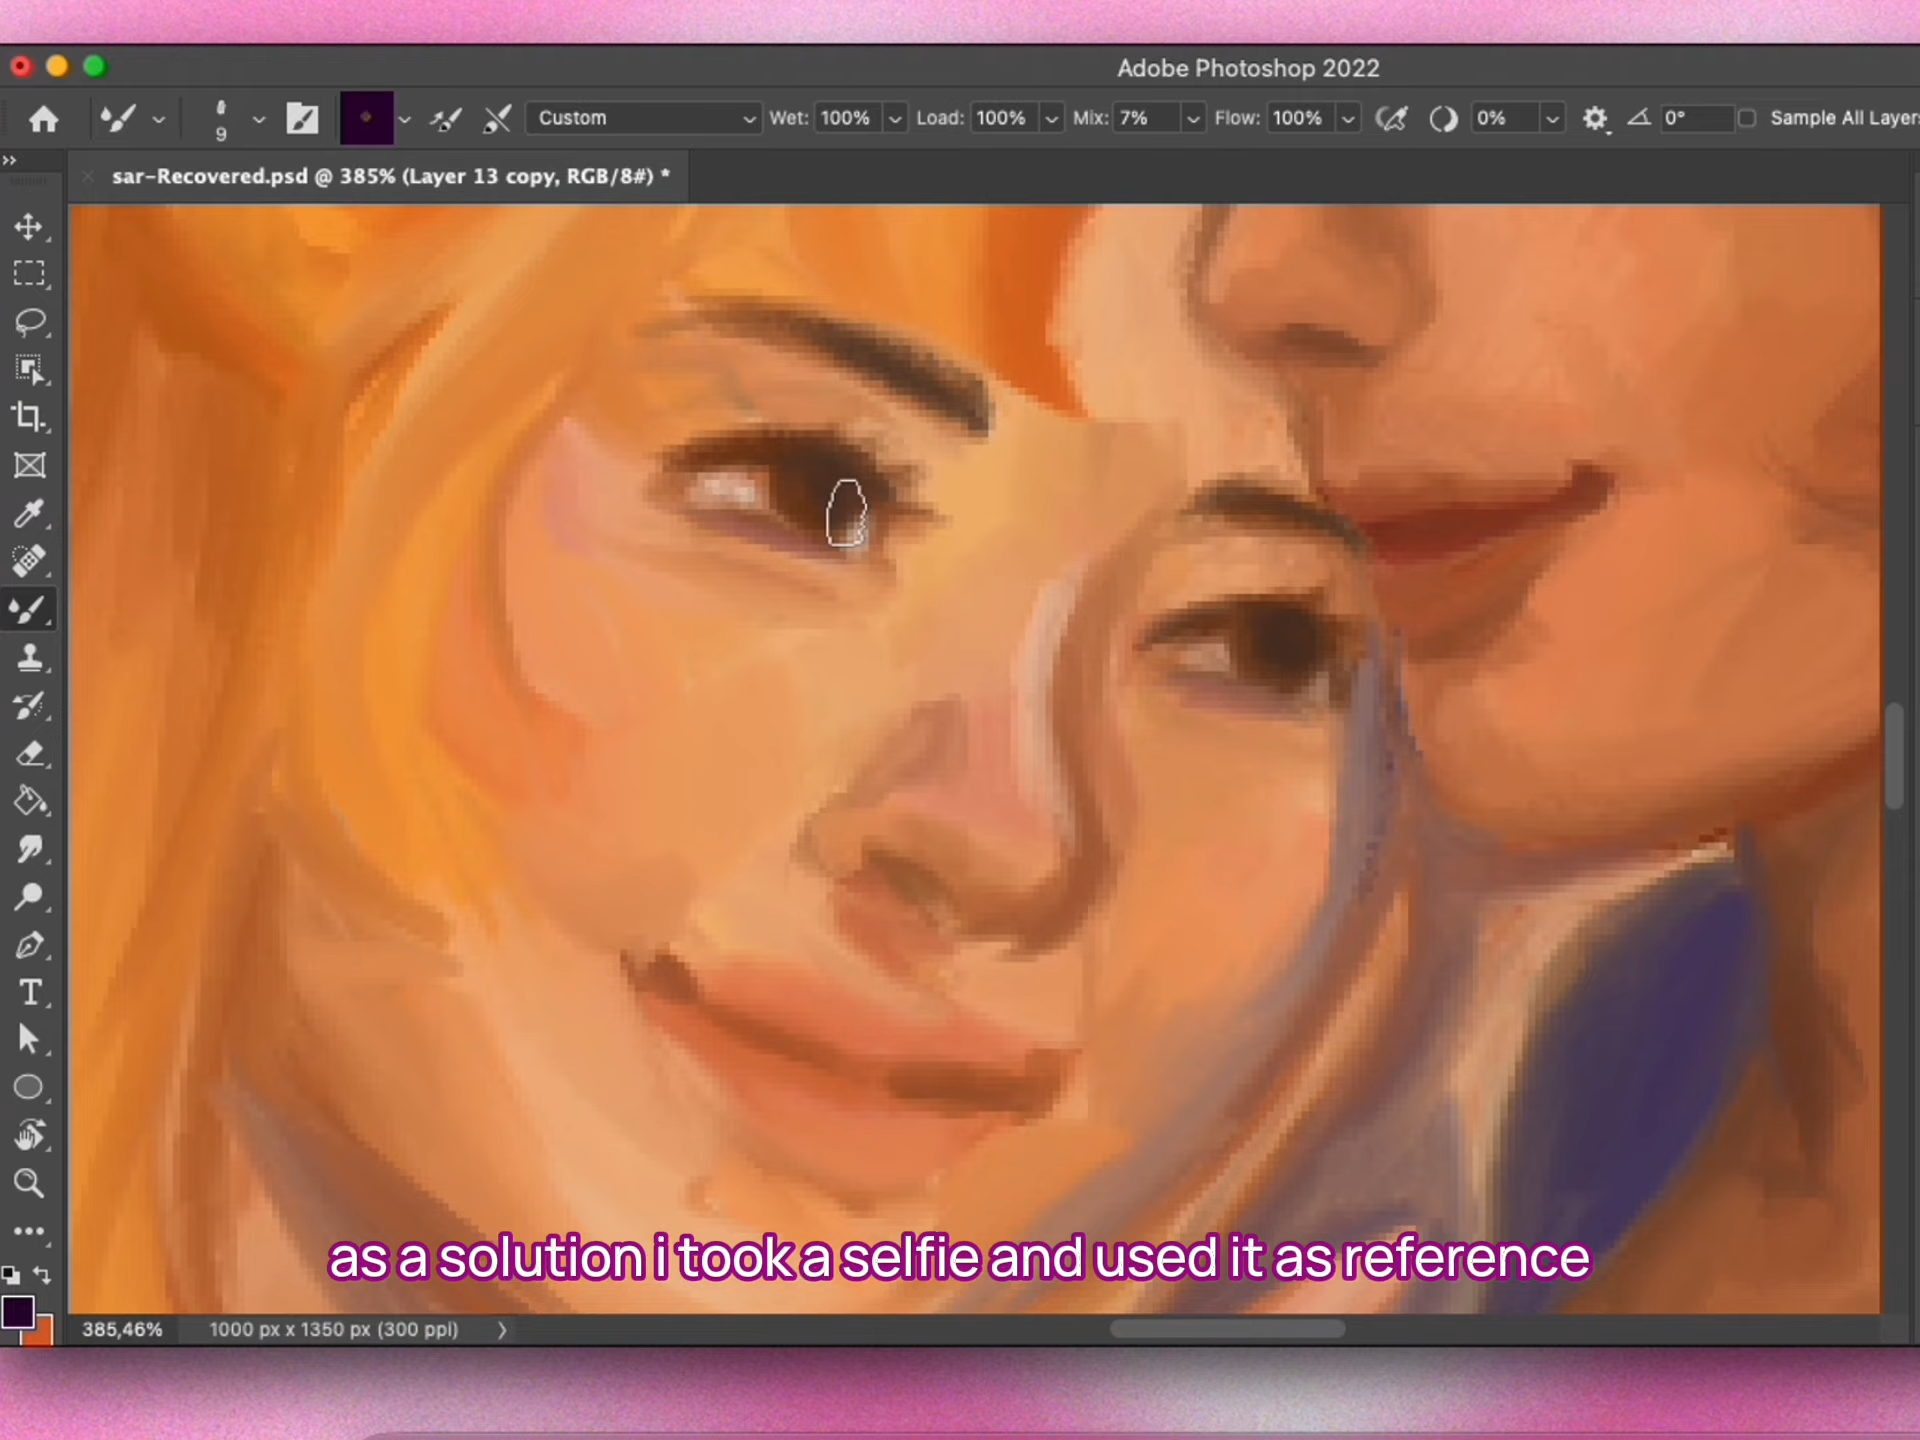 Adobe Photoshop 2022
9
Custom
Wet: 100%
Load: 100%
Mix: 7%
Flow: 100%
0%
0°
Sample All Layers
sar-Recovered.psd @ 385% (Layer 13 copy, RGB/8#) *
as a solution i took a selfie and used it as reference
385,46%
1000 px x 1350 px (300 ppi)